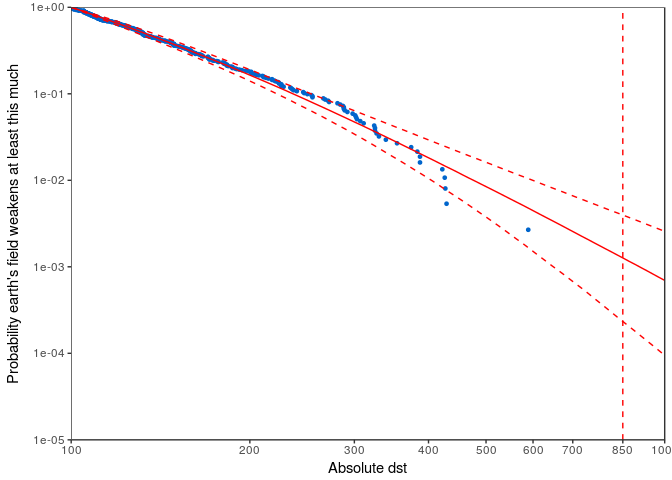 Probability earth's field weakens at least this much
1e+00
1e-01
1e-02
1e-03
1e-04
1e-05
100 200 300 400 500 600 700 850 100
Absolute dst